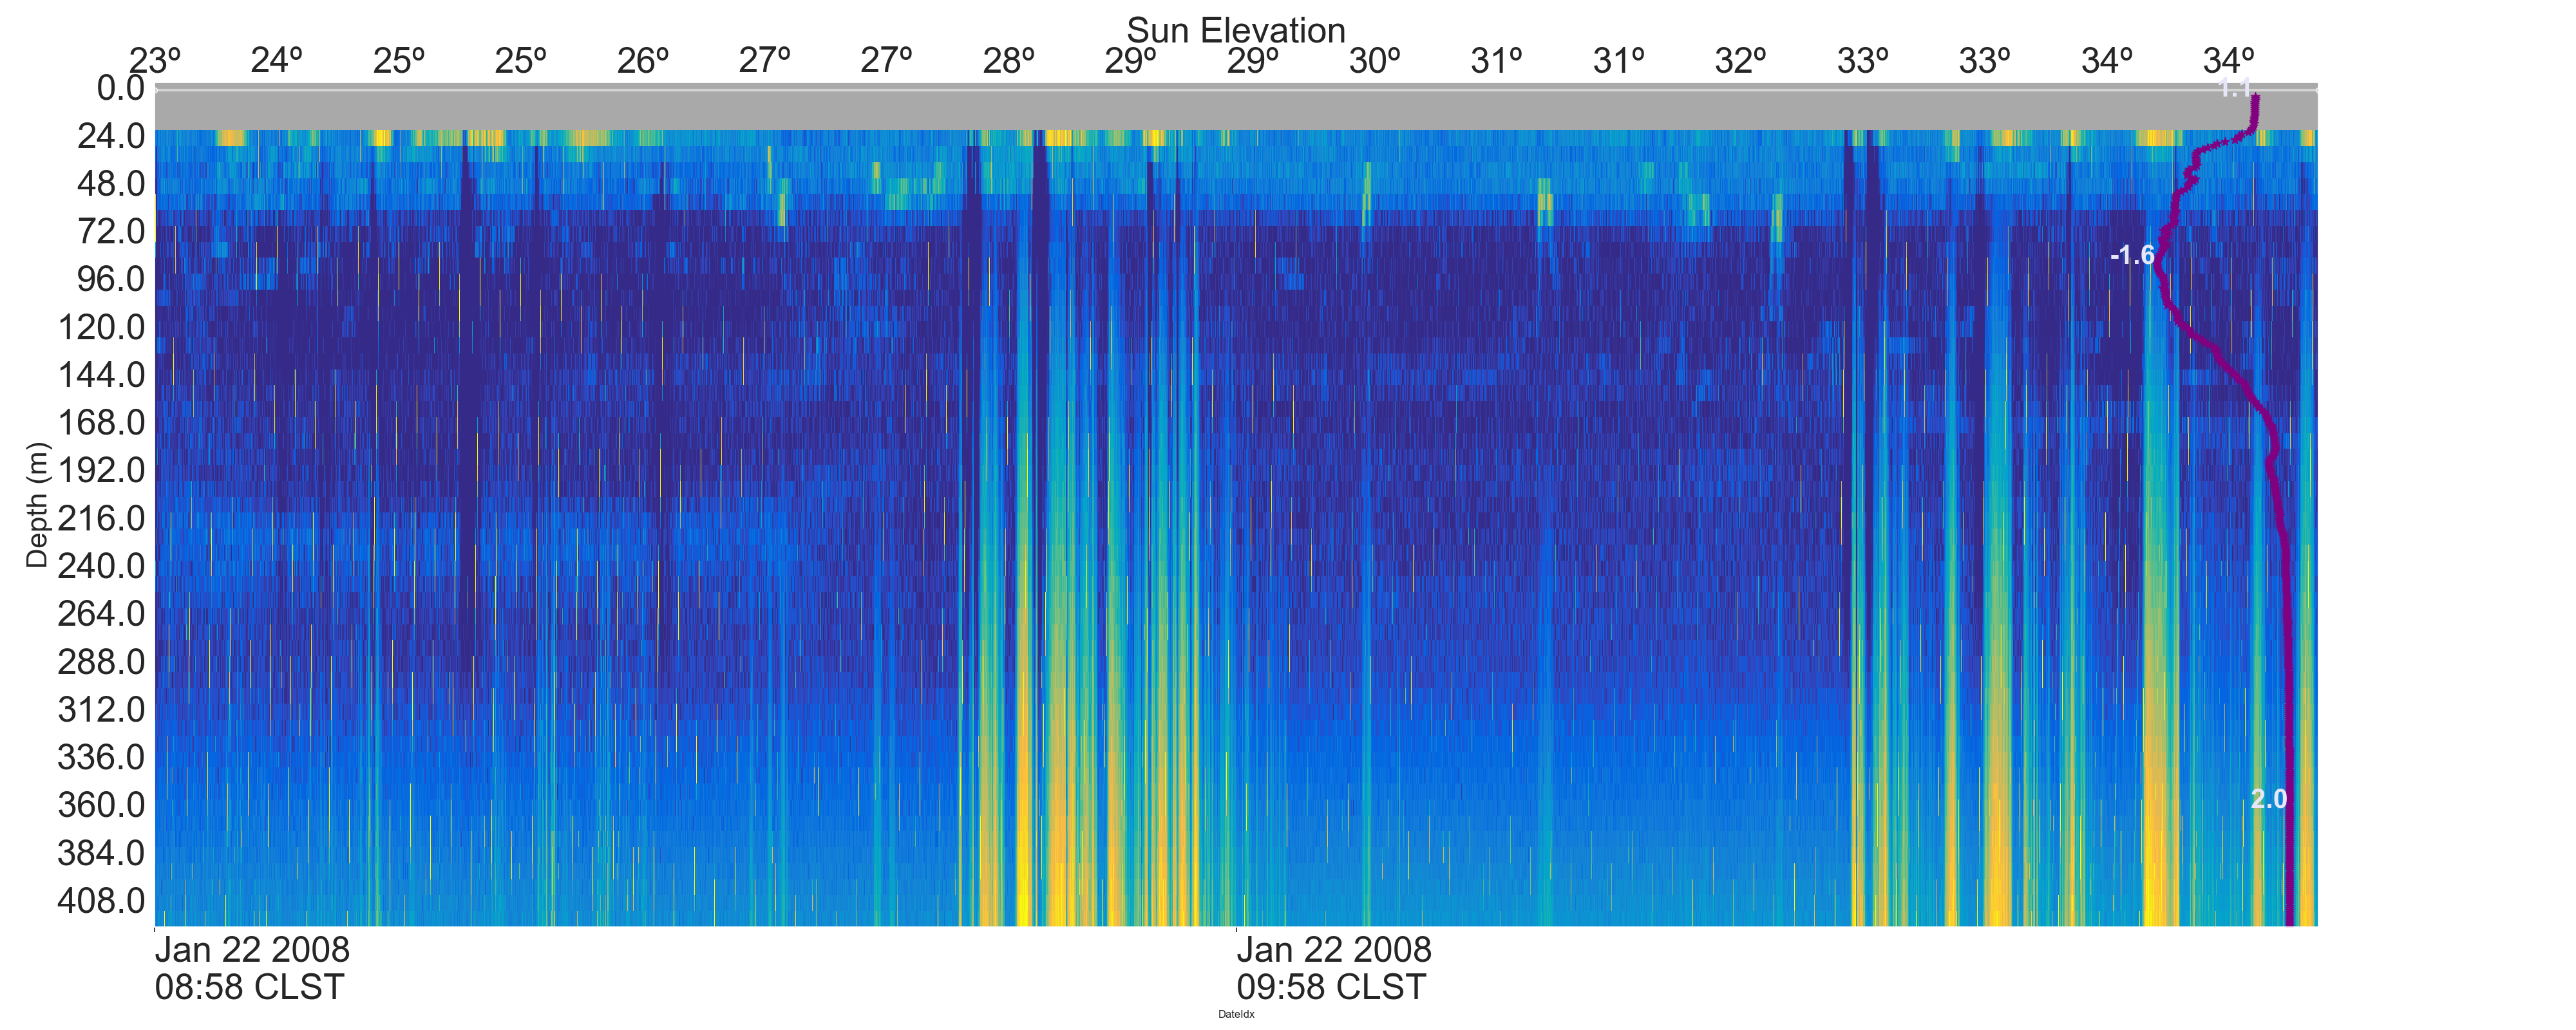 Sun Elevation
23º 24º 25º 25º 26º 27º 27º 28º 29º 29º 30º 31º 31º 32º 33º 33º 34º 34º
0.0
1.1
24.0
48.0
72.0
-1.6
96.0
120.0
144.0
168.0
192.0
216.0
240.0
264.0
288.0
312.0
336.0
360.0
2.0
384.0
408.0
Depth (m)
Jan 22 2008
08:58 CLST
Jan 22 2008
09:58 CLST
DateIdx